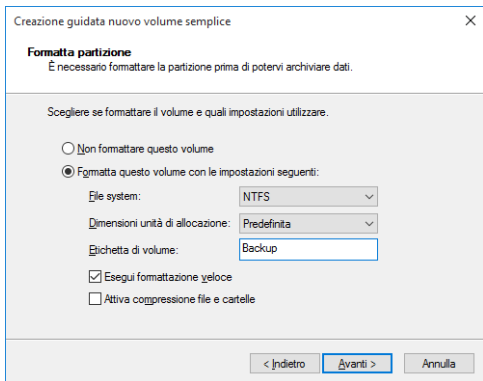 Creazione guidata nuovo volume semplice
Formatta partizione
È necessario formattare la partizione prima di potervi archiviare dati.
Scegliere se formattare il volume e quali impostazioni utilizzare.
Non formattare questo volume
Formatta questo volume con le impostazioni seguenti:
File system: NTFS
Dimensioni unità di allocazione: Predefinita
Etichetta di volume: Backup
Esegui formattazione veloce
Attiva compressione file e cartelle
< Indietro Avanti > Annulla